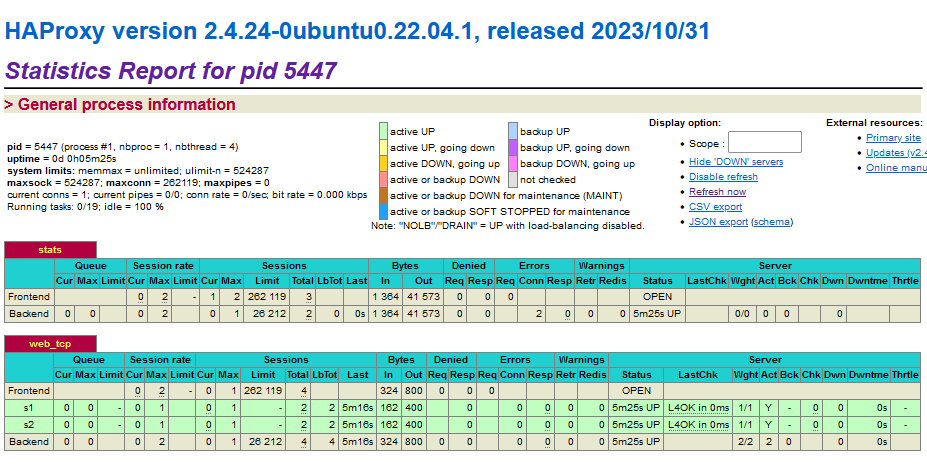 HAProxy version 2.4.24-0ubuntu0.22.04.1, released 2023/10/31
Statistics Report for pid 5447
> General process information
pid = 5447 (process #1, nbproc = 1, nbthread = 4)
uptime = 0d 0h05m25s
system limits: memmax = unlimited; ulimit-n = 524287
maxsock = 524287; maxconn = 262119; maxpipes = 0
current conns = 1; current pipes = 0/0; conn rate = 0/sec; bit rate = 0.000 kbps
Running tasks: 0/19; idle = 100 %
active UP
backup UP
active UP, going down
backup UP, going down
active DOWN, going up
backup DOWN, going up
active or backup DOWN
not checked
active or backup DOWN for maintenance (MAINT)
active or backup SOFT STOPPED for maintenance
Note: "NOLB"/"DRAIN" = UP with load-balancing disabled.
Display option:
• Scope :
• Hide 'DOWN' servers
• Disable refresh
• Refresh now
• CSV export
• JSON export (schema)
External resources:
• Primary site
• Updates (v2.4
• Online manu
stats
Queue Session rate Sessions Bytes Denied Errors Warnings Server
Cur Max Limit Cur Max Limit Cur Max Limit Total LbTot Last In Out Req Resp Req Conn Resp Retr Redis Status LastChk Wght Act Bck Chk Dwn Dwntme Thrtle
Frontend 0 2 - 1 2 262 119 3 1 364 41 573 0 0 0 OPEN
Backend 0 0 0 2 0 1 26 212 2 0 0s 1 364 41 573 0 0 2 0 0 0 5m25s UP 0/0 0 0 0
web_tcp
Queue Session rate Sessions Bytes Denied Errors Warnings Server
Cur Max Limit Cur Max Limit Cur Max Limit Total LbTot Last In Out Req Resp Req Conn Resp Retr Redis Status LastChk Wght Act Bck Chk Dwn Dwntme Thrtle
Frontend 0 2 - 0 1 262 119 4 324 800 0 0 0 OPEN
s1 0 0 - 0 1 0 1 - 2 2 5m16s 162 400 0 0 0 0 0 5m25s UP L4OK in 0ms 1/1 Y - 0 0 0s -
s2 0 0 - 0 1 0 1 - 2 2 5m16s 162 400 0 0 0 0 0 5m25s UP L4OK in 0ms 1/1 Y - 0 0 0s -
Backend 0 0 0 2 0 1 26 212 4 4 5m16s 324 800 0 0 0 0 0 0 5m25s UP 2/2 2 0 0 0s